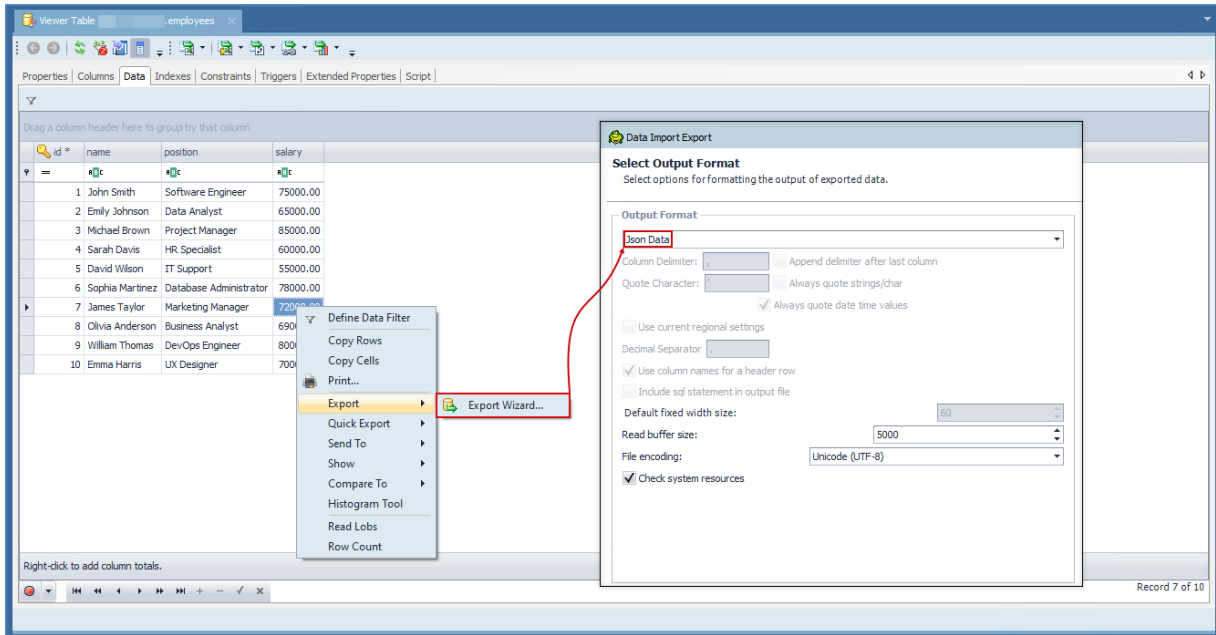 Viewer Table .employees
Properties Columns Data Indexes Constraints Triggers Extended Properties Script
Drag a column header here to group by that column
id * name position salary
= ABC ABC ABC
1 John Smith Software Engineer 75000.00
2 Emily Johnson Data Analyst 65000.00
3 Michael Brown Project Manager 85000.00
4 Sarah Davis HR Specialist 60000.00
5 David Wilson IT Support 55000.00
6 Sophia Martinez Database Administrator 78000.00
7 James Taylor Marketing Manager 72000.00
8 Olivia Anderson Business Analyst 690
9 William Thomas DevOps Engineer 800
10 Emma Harris UX Designer 700
Define Data Filter
Copy Rows
Copy Cells
Print...
Export
Export Wizard...
Quick Export
Send To
Show
Compare To
Histogram Tool
Read Lobs
Row Count
Data Import Export
Select Output Format
Select options for formatting the output of exported data.
Output Format
Json Data
Column Delimiter: , Append delimiter after last column
Quote Character: ' Always quote strings/char
Always quote date time values
Use current regional settings
Decimal Separator .
Use column names for a header row
Include sql statement in output file
Default fixed width size: 60
Read buffer size: 5000
File encoding: Unicode (UTF-8)
Check system resources
Right-click to add column totals.
Record 7 of 10